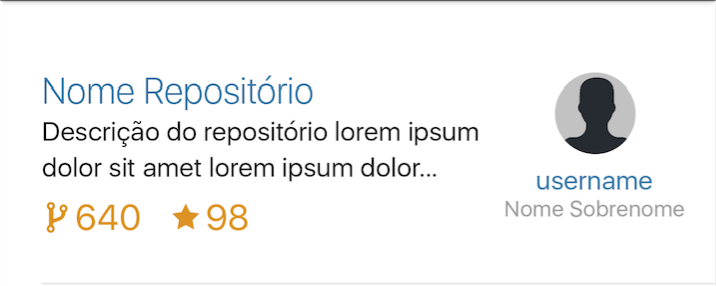 Nome Repositório
Descrição do repositório lorem ipsum
dolor sit amet lorem ipsum dolor...
640 98
username
Nome Sobrenome